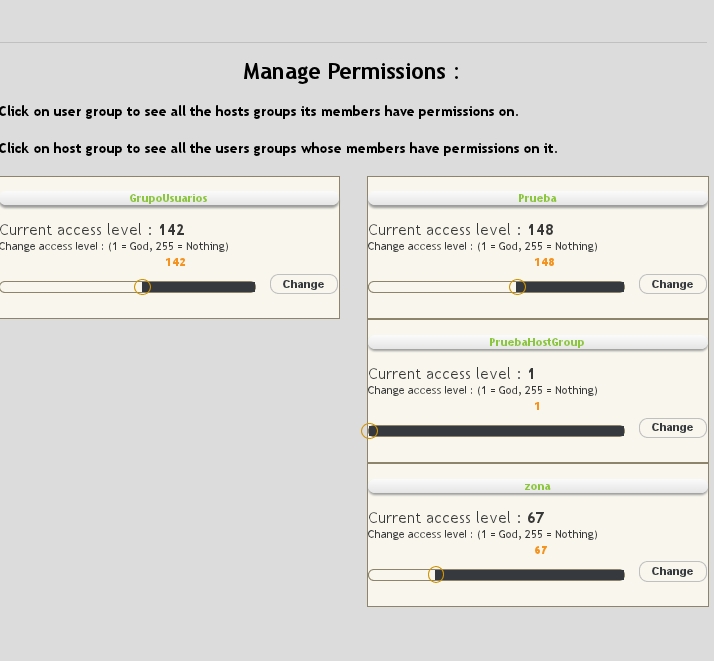 Manage Permissions :
Click on user group to see all the hosts groups its members have permissions on.
Click on host group to see all the users groups whose members have permissions on it.
GrupoUsuarios
Current access level : 142
Change access level : (1 = God, 255 = Nothing)
142
Change
Prueba
Current access level : 148
Change access level : (1 = God, 255 = Nothing)
148
Change
PruebaHostGroup
Current access level : 1
Change access level : (1 = God, 255 = Nothing)
1
Change
zona
Current access level : 67
Change access level : (1 = God, 255 = Nothing)
67
Change